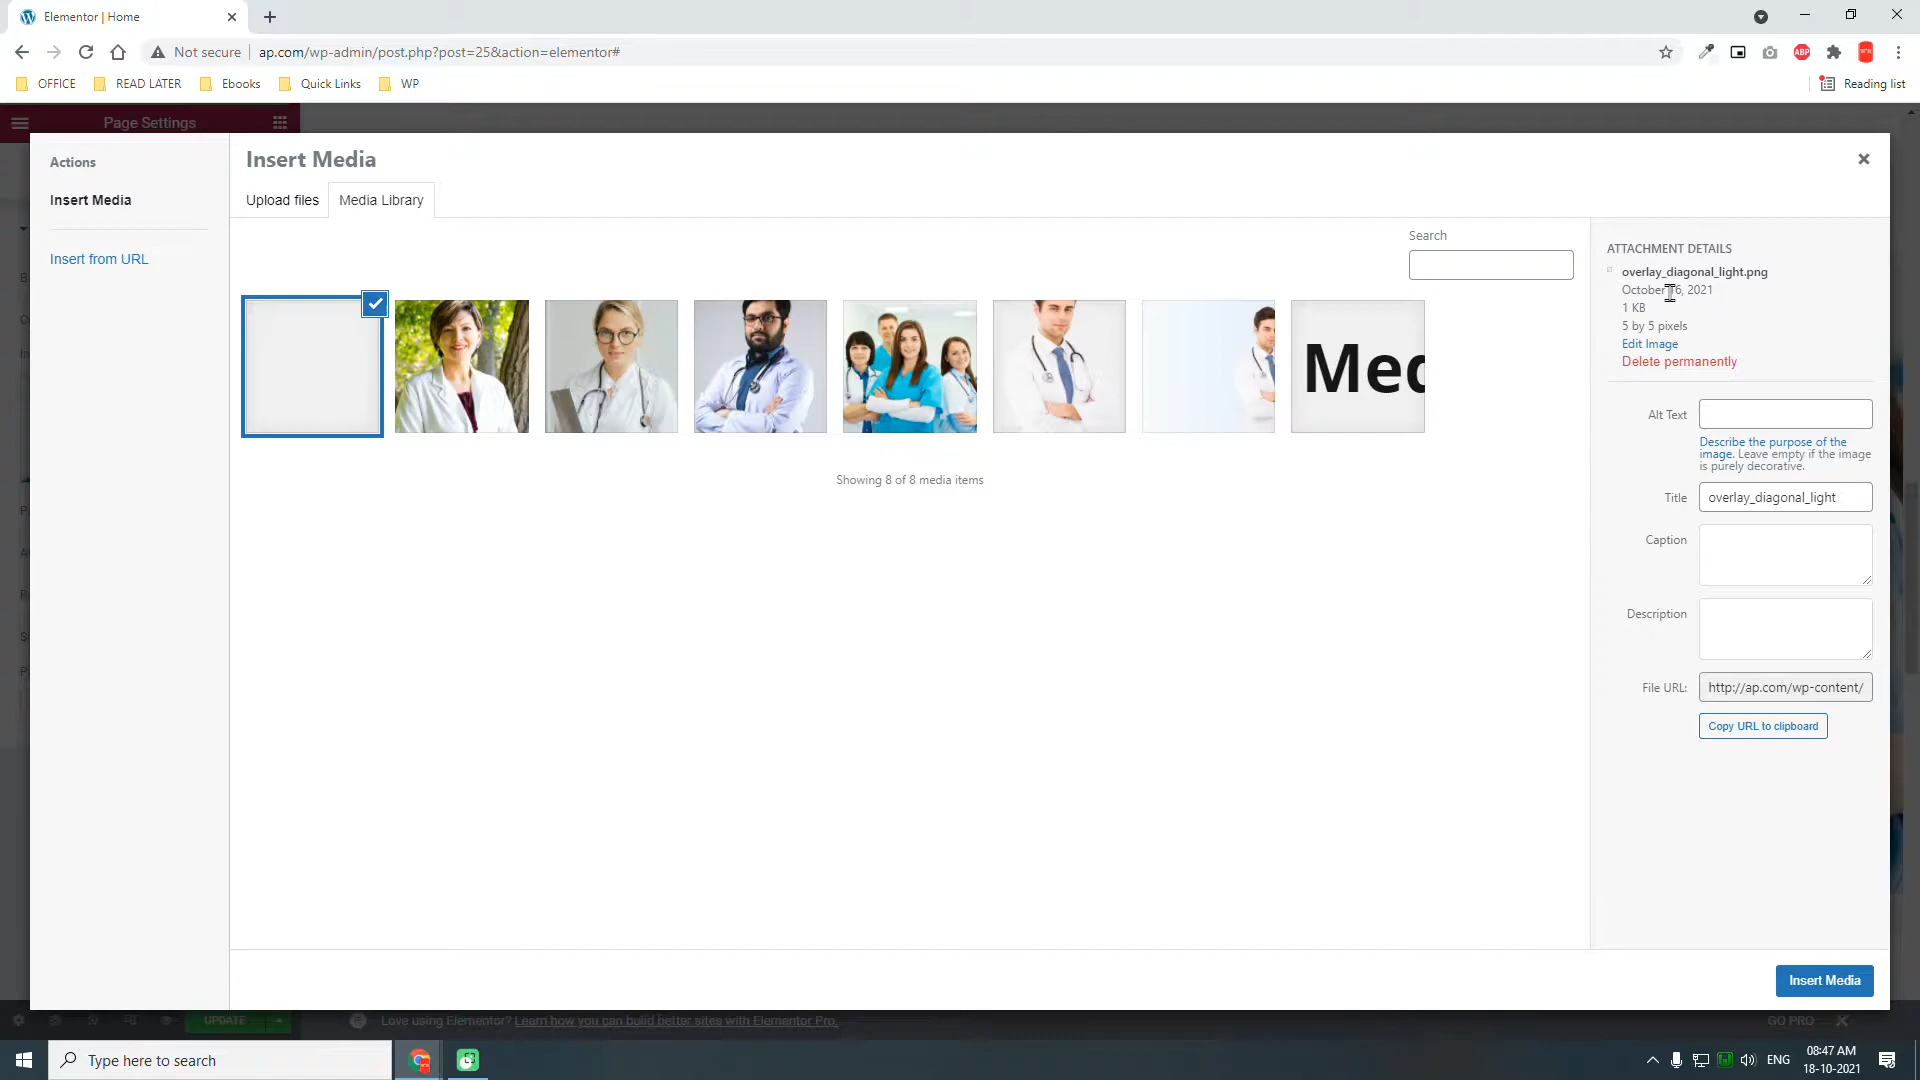 Elementor | Home
Not secure
ap.com/wp-admin/post.php?post=25&action=elementor#
ABP
OFFICE
READ LATER
Ebooks
Quick Links
WP
Reading list
Page Settings
Actions
Insert Media
Insert from URL
Insert Media
Upload files
Media Library
Search
Med
Showing 8 of 8 media items
ATTACHMENT DETAILS
overlay_diagonal_light.png
October 16, 2021
1 KB
5 by 5 pixels
Edit Image
Delete permanently
Alt Text
Describe the purpose of the
image. Leave empty if the image
is purely decorative.
Title
overlay_diagonal_light
Caption
Description
File URL:
http://ap.com/wp-content/
Copy URL to clipboard
Insert Media
UPDATE
Love using Elementor? Learn how you can build better sites with Elementor Pro.
GO PRO
Type here to search
ENG
08:47 AM
18-10-2021